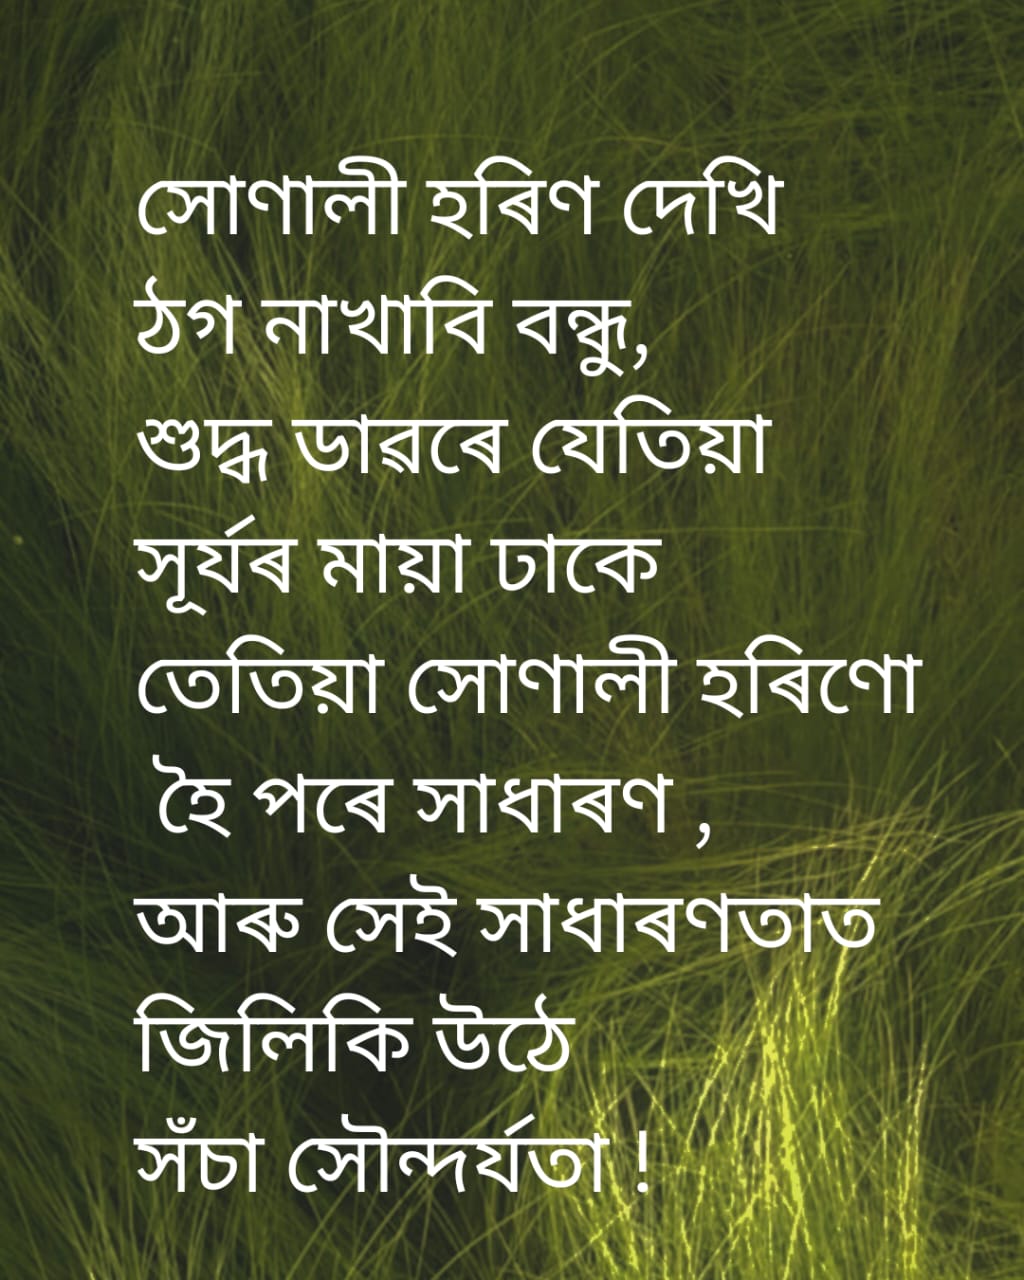 সোণালী হৰিণ দেখি
ঠগ নাখাবি বন্ধু,
শুদ্ধ ডাৱৰে যেতিয়া
সূৰ্যৰ মায়া ঢাকে
তেতিয়া সোণালী হৰিণো
হৈ পৰে সাধাৰণ ,
আৰু সেই সাধাৰণতাত
জিলিকি উঠে
সঁচা সৌন্দৰ্যতা !